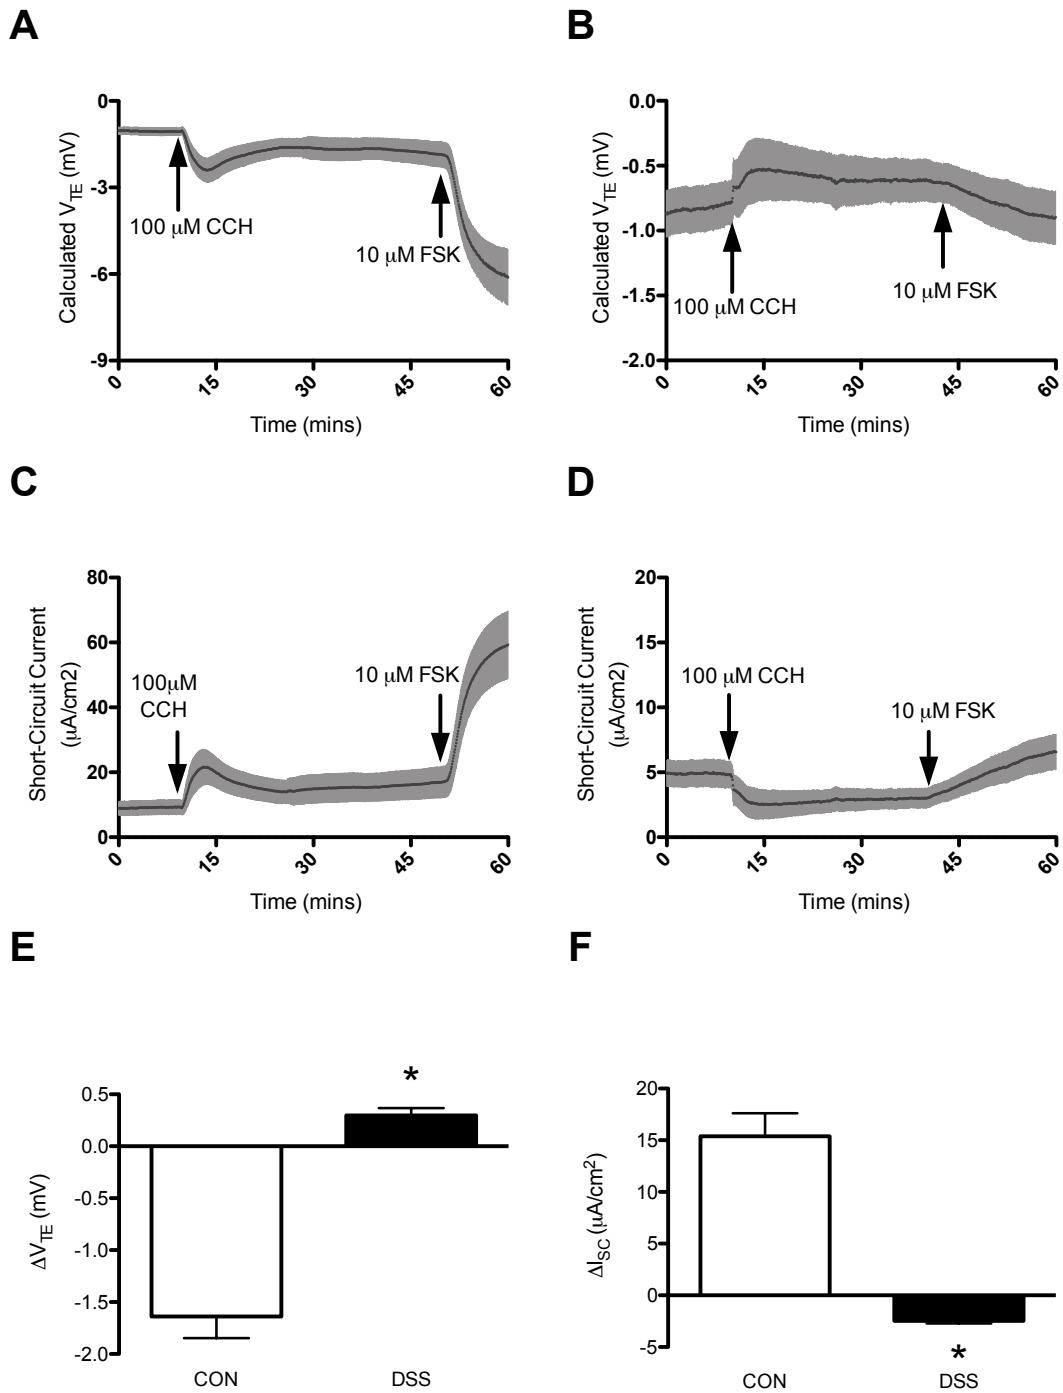 A
B
0
-3
-6
-9
Calculated V_TE (mV)
100 μM CCH
10 μM FSK
0
15
30
45
60
Time (mins)
0.0
-0.5
-1.0
-1.5
-2.0
Calculated V_TE (mV)
100 μM CCH
10 μM FSK
0
15
30
45
60
Time (mins)
C
D
80
60
40
20
0
Short-Circuit Current
(μA/cm2)
100μM
CCH
10 μM FSK
0
15
30
45
60
Time (mins)
20
15
10
5
0
Short-Circuit Current
(μA/cm2)
100 μM CCH
10 μM FSK
0
15
30
45
60
Time (mins)
E
F
0.5
0.0
-0.5
-1.0
-1.5
-2.0
ΔV_TE (mV)
*
CON
DSS
20
15
10
5
0
-5
ΔI_SC (μA/cm²)
*
CON
DSS